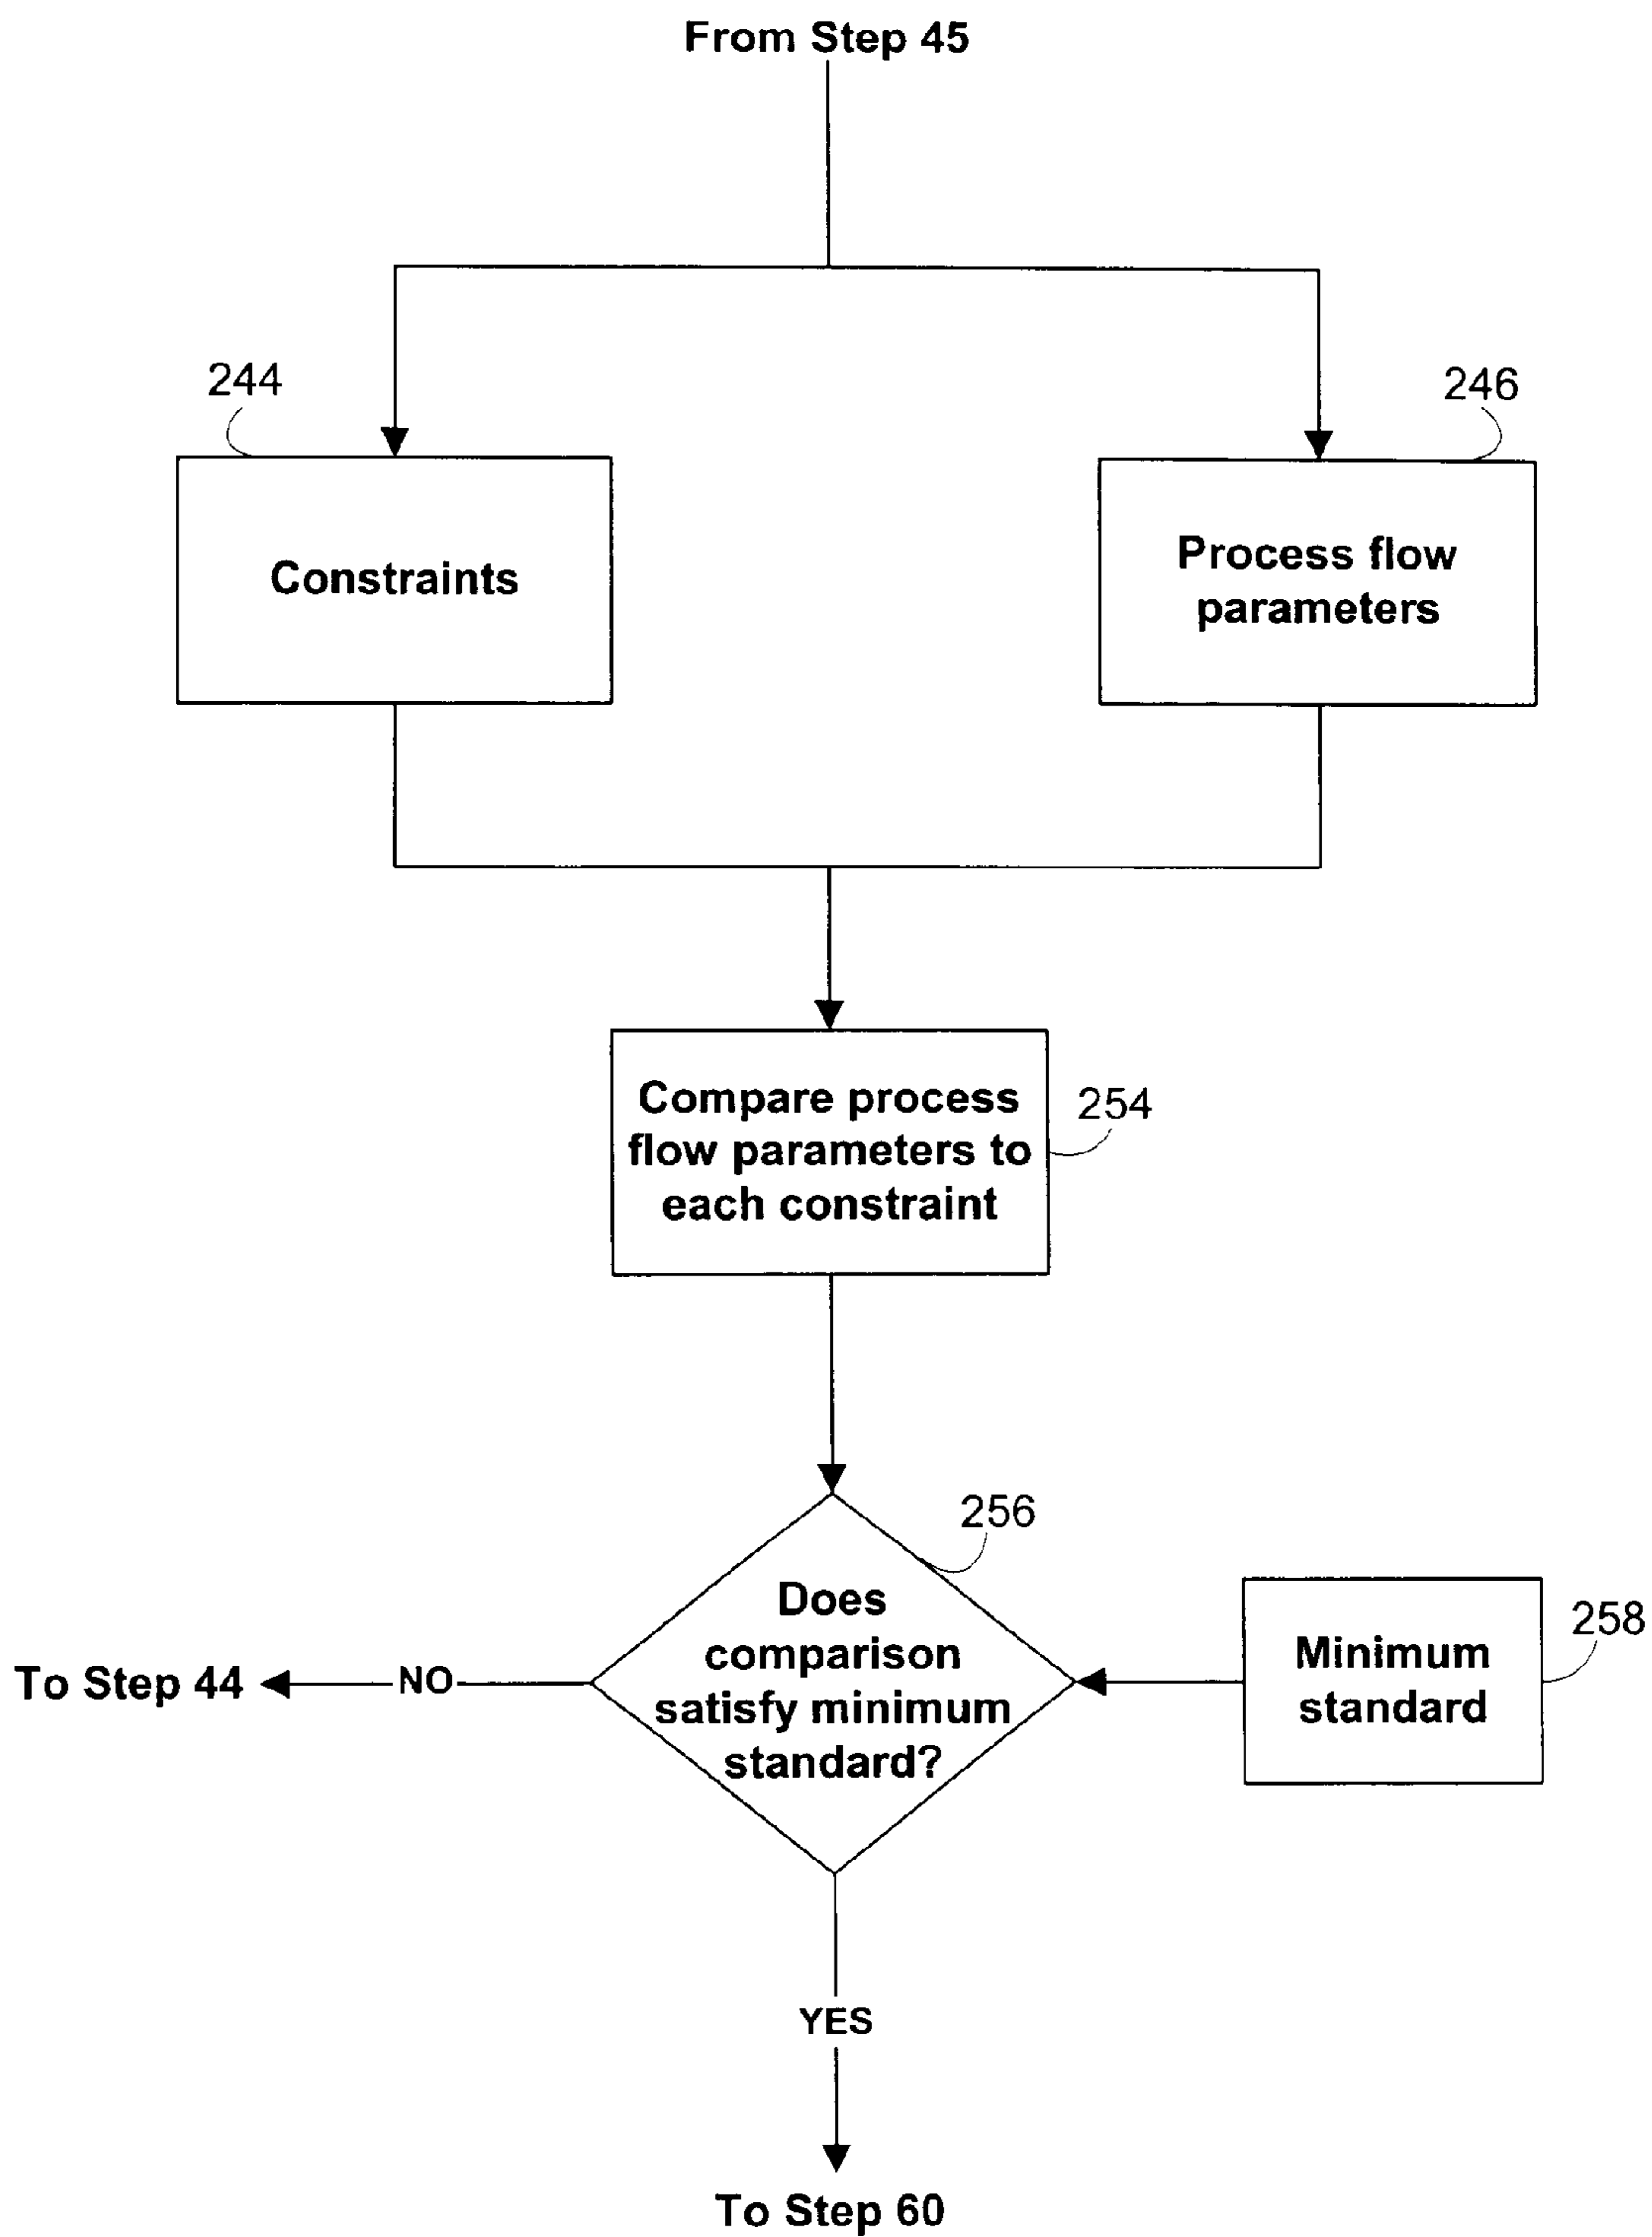 From Step 45
244
246
Constraints
Process flow
parameters
Compare process
flow parameters to
each constraint
254
256
Does
comparison
satisfy minimum
standard?
Minimum
standard
258
To Step 44
NO
YES
To Step 60